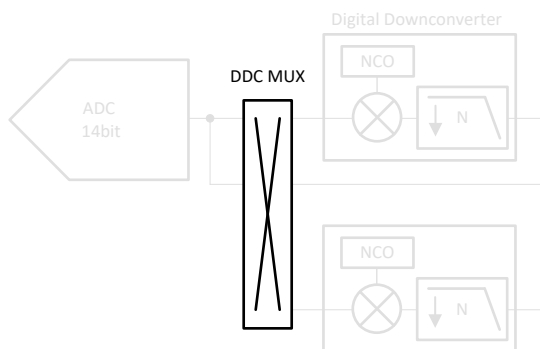 Digital Downconverter
NCO
DDC MUX
ADC
14bit
N
NCO
N